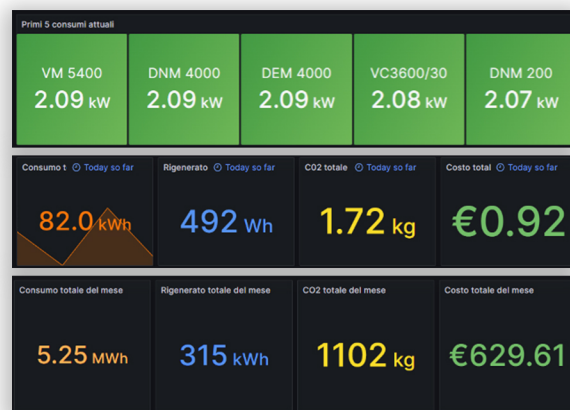 Primi 5 consumi attuali
VM 5400 DNM 4000 DEM 4000 VC3600/30 DNM 200
2.09 kW 2.09 kW 2.09 kW 2.08 kW 2.07 kW
Consumo t Today so far Rigenerato Today so far CO2 totale Today so far Costo total Today so far
82.0 kWh 492 Wh 1.72 kg €0.92
Consumo totale del mese Rigenerato totale del mese CO2 totale del mese Costo totale del mese
5.25 MWh 315 kWh 1102 kg €629.61